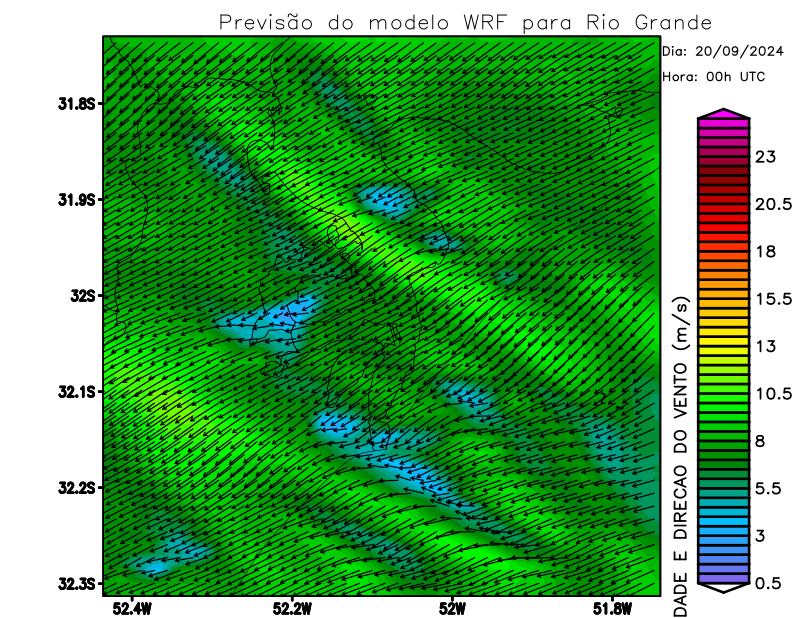 Previsão do modelo WRF para Rio Grande
Dia: 20/09/2024
Hora: 00h UTC
31.8S
31.9S
32S
32.1S
32.2S
32.3S
52.4W
52.2W
52W
51.8W
23
20.5
18
15.5
13
10.5
8
5.5
3
0.5
DADE E DIRECAO DO VENTO (m/s)